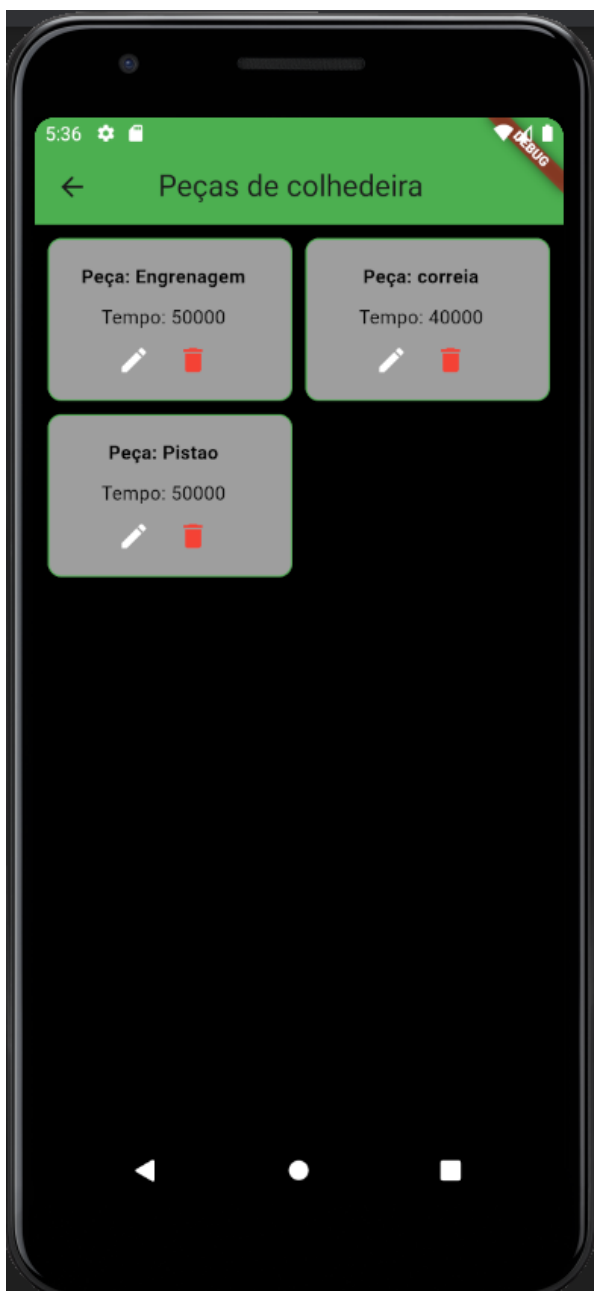 5:36
DEBUG
Peças de colhedeira
Peça: Engrenagem
Tempo: 50000
Peça: correia
Tempo: 40000
Peça: Pistao
Tempo: 50000